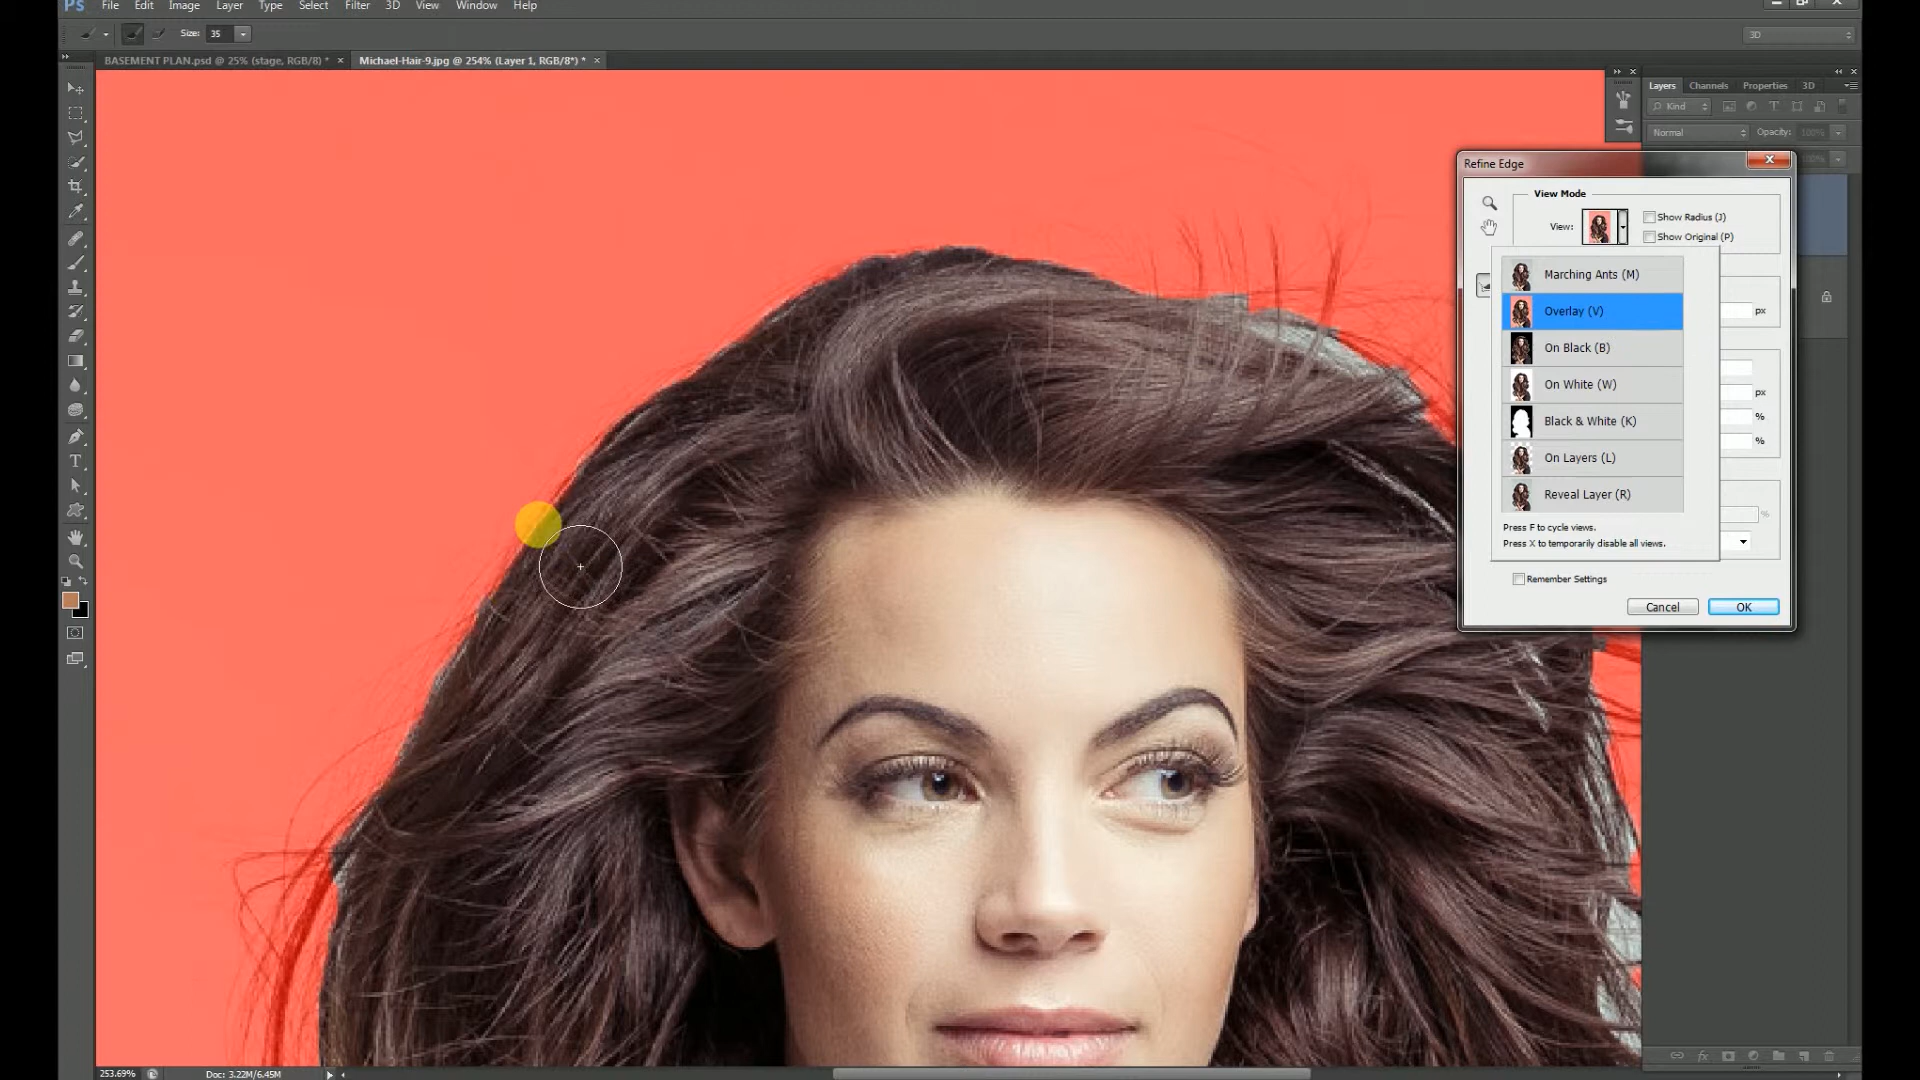 Ps File Edit Image Layer Type Select Filter 3D View Window Help
Size: 35 3D
BASEMENT PLAN.psd @ 25% (stage, RGB/8) * × Michael-Hair-9.jpg @ 254% (Layer 1, RGB/8*) * ×
Layers Channels Properties 3D
Kind
Normal Opacity: 100%
Refine Edge
View Mode
View: Show Radius (J)
Show Original (P)
Marching Ants (M)
Overlay (V)
px
On Black (B)
On White (W)
px
Black & White (K)
%
%
On Layers (L)
Reveal Layer (R)
%
Press F to cycle views.
Press X to temporarily disable all views.
Remember Settings
Cancel OK
T
fx
253.69% Doc: 3.22M/6.45M